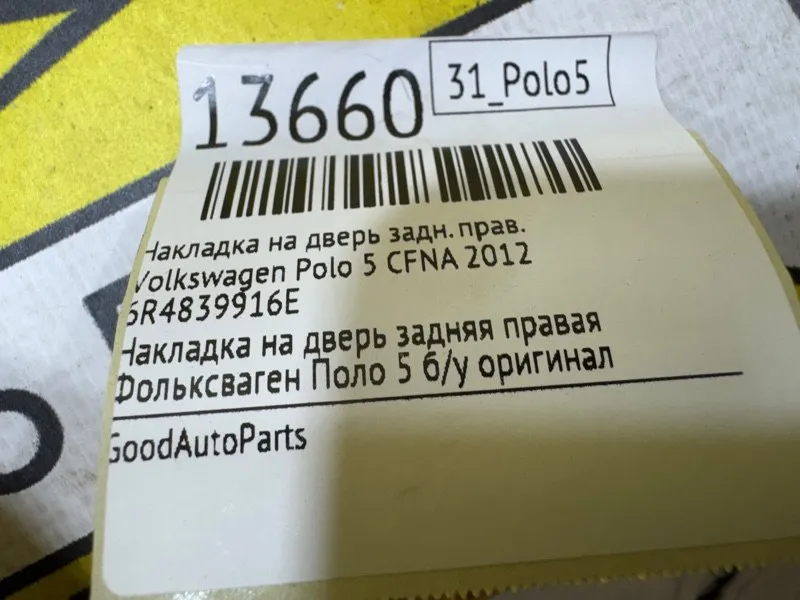 13660
31_Polo5
Накладка на дверь задн. прав.
Volkswagen Polo 5 CFNA 2012
6R4839916E
Накладка на дверь задняя правая
Фольксваген Поло 5 б/у оригинал
GoodAutoParts